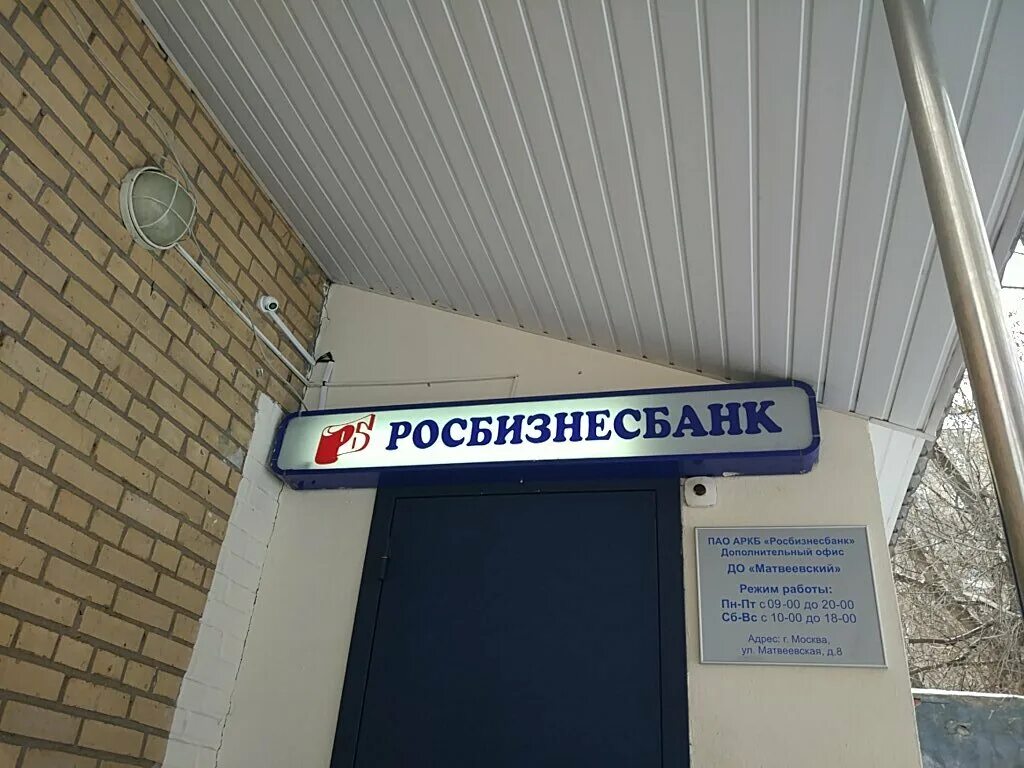 РБ РОСБИЗНЕСБАНК
ПАО АРКБ «Росбизнесбанк»
Дополнительный офис
ДО «Матвеевский»
Режим работы:
Пн-Пт с 09-00 до 20-00
Сб-Вс с 10-00 до 18-00
Адрес: г. Москва,
ул. Матвеевская, д.8